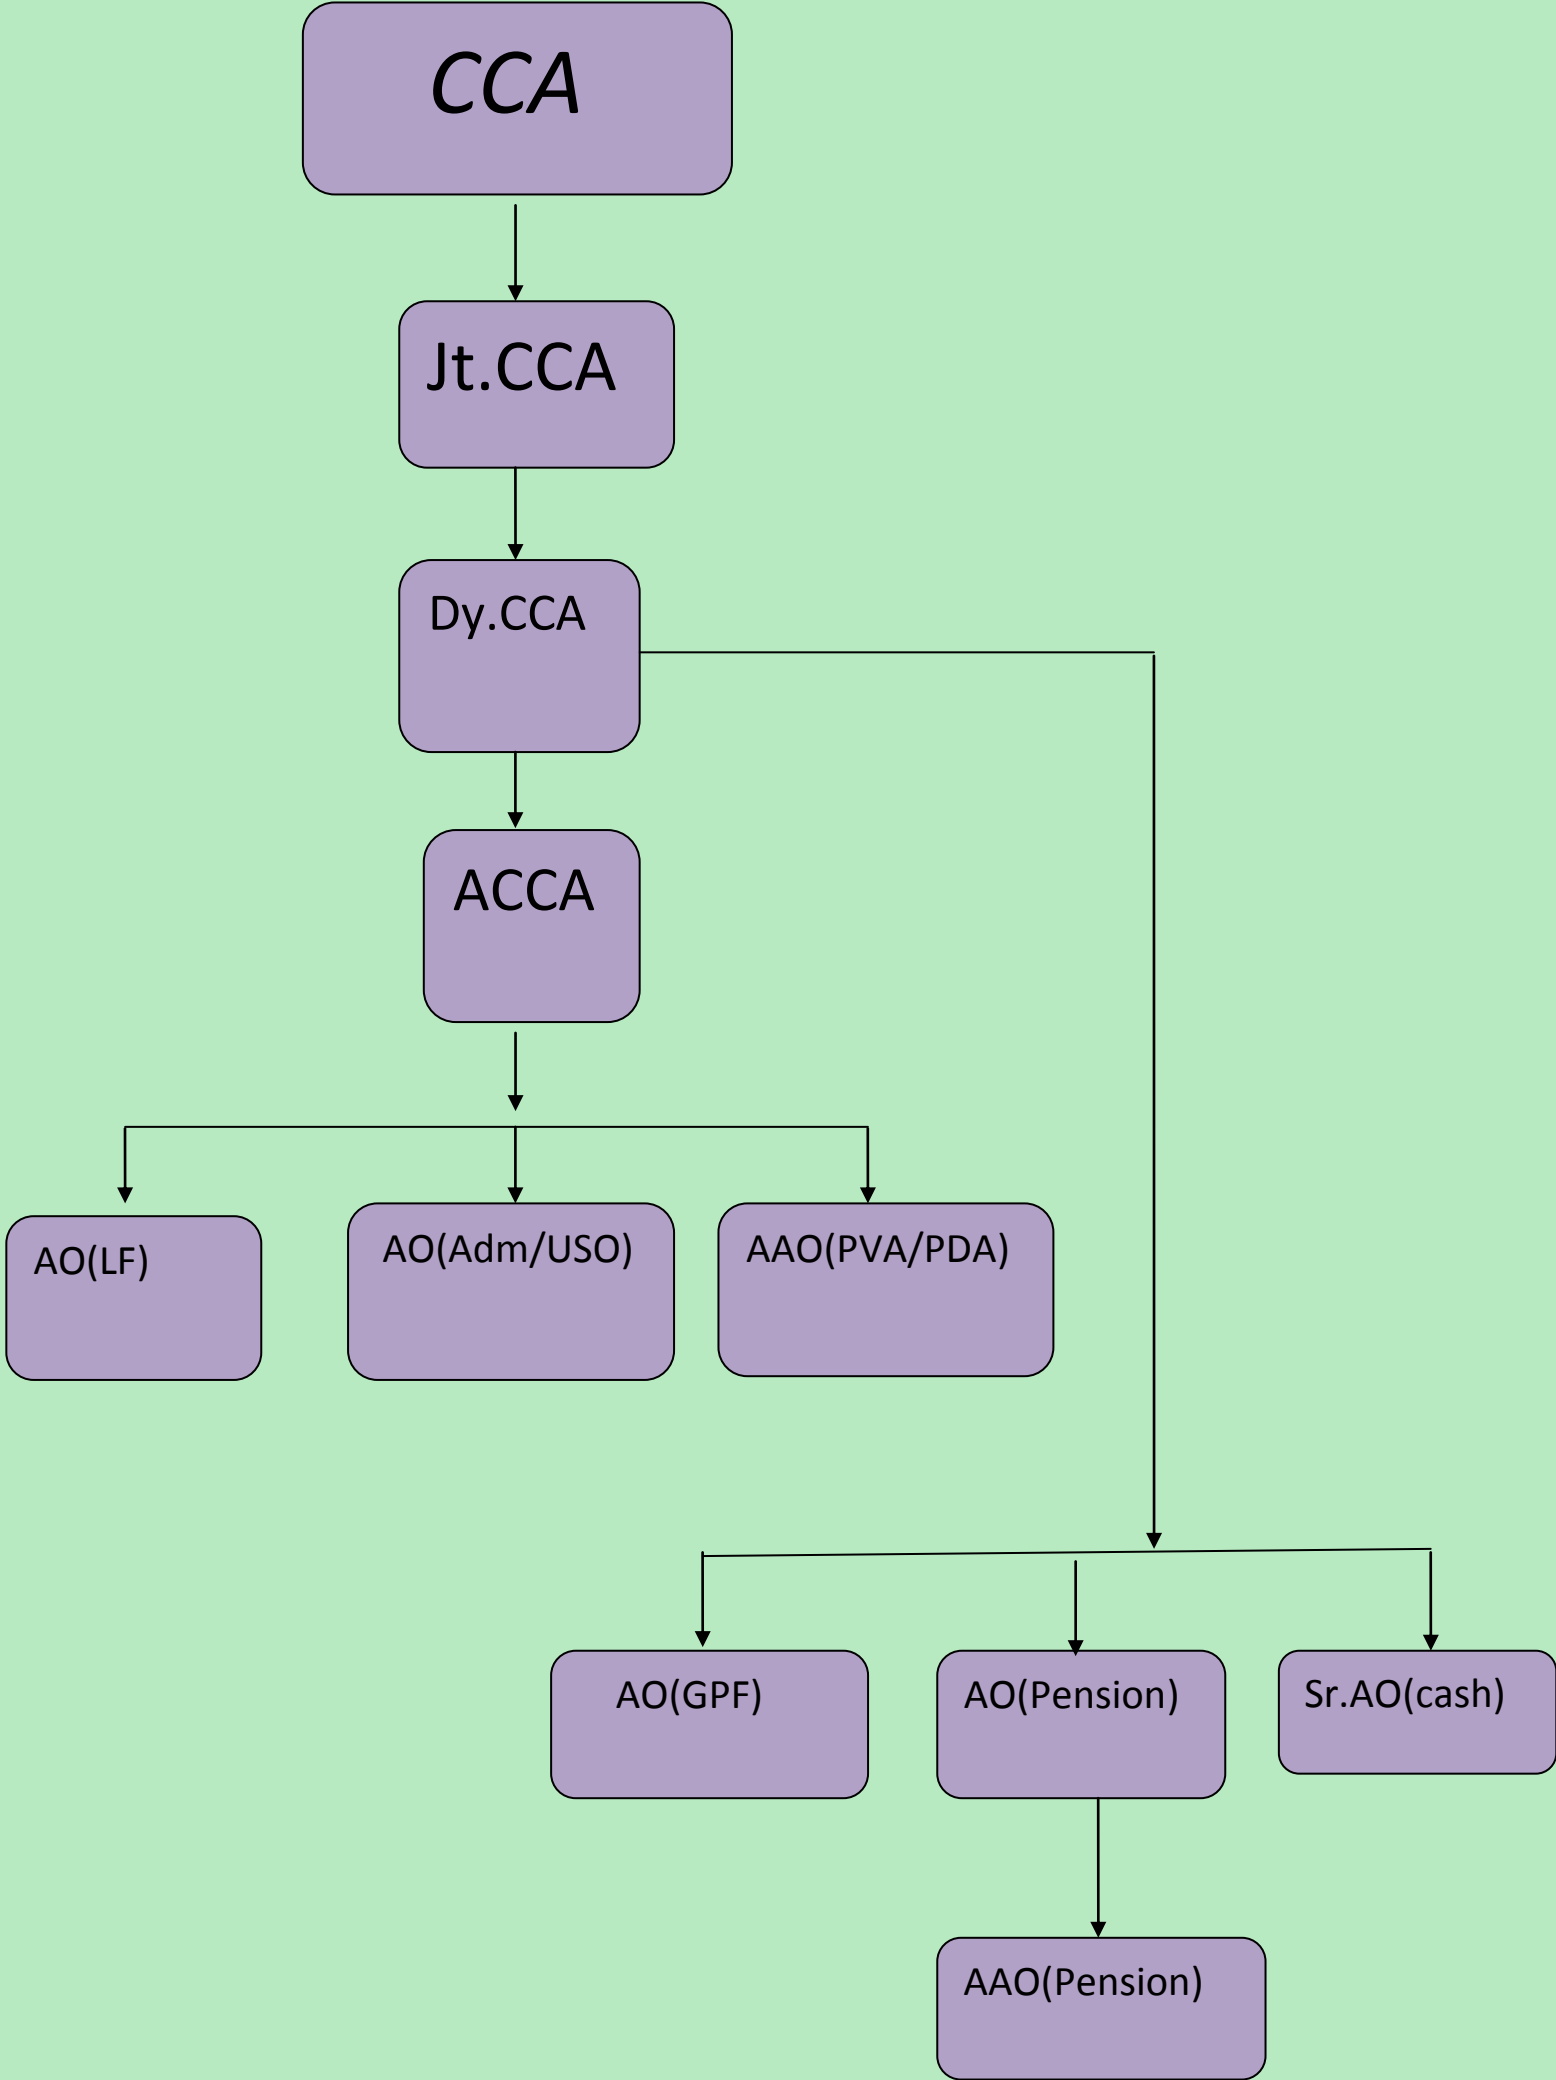 CCA
Jt.CCA
Dy.CCA
ACCA
AO(LF)
AO(Adm/USO)
AAO(PVA/PDA)
AO(GPF)
AO(Pension)
Sr.AO(cash)
AAO(Pension)